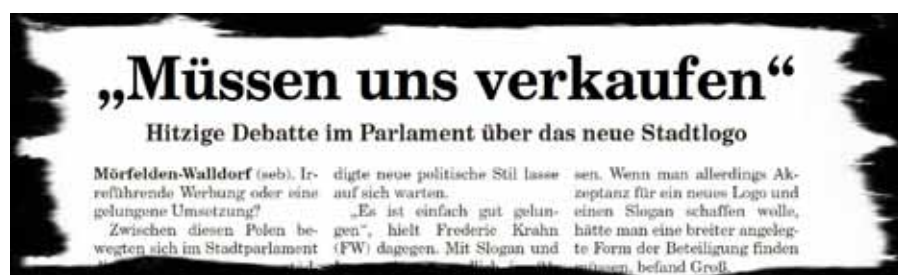 „Müssen uns verkaufen“
Hitzige Debatte im Parlament über das neue Stadtlogo
Mörfelden-Walldorf (seb). Ir-
reführende Werbung oder eine
gelungene Umsetzung?
Zwischen diesen Polen be-
wegten sich im Stadtparlament
digte neue politische Stil lasse
auf sich warten.
„Es ist einfach gut gelun-
gen“, hielt Frederic Krahn
(FW) dagegen. Mit Slogan und
sen. Wenn man allerdings Ak-
zeptanz für ein neues Logo und
einen Slogan schaffen wolle,
hätte man eine breiter angeleg-
te Form der Beteiligung finden
müssen, befand Groß.